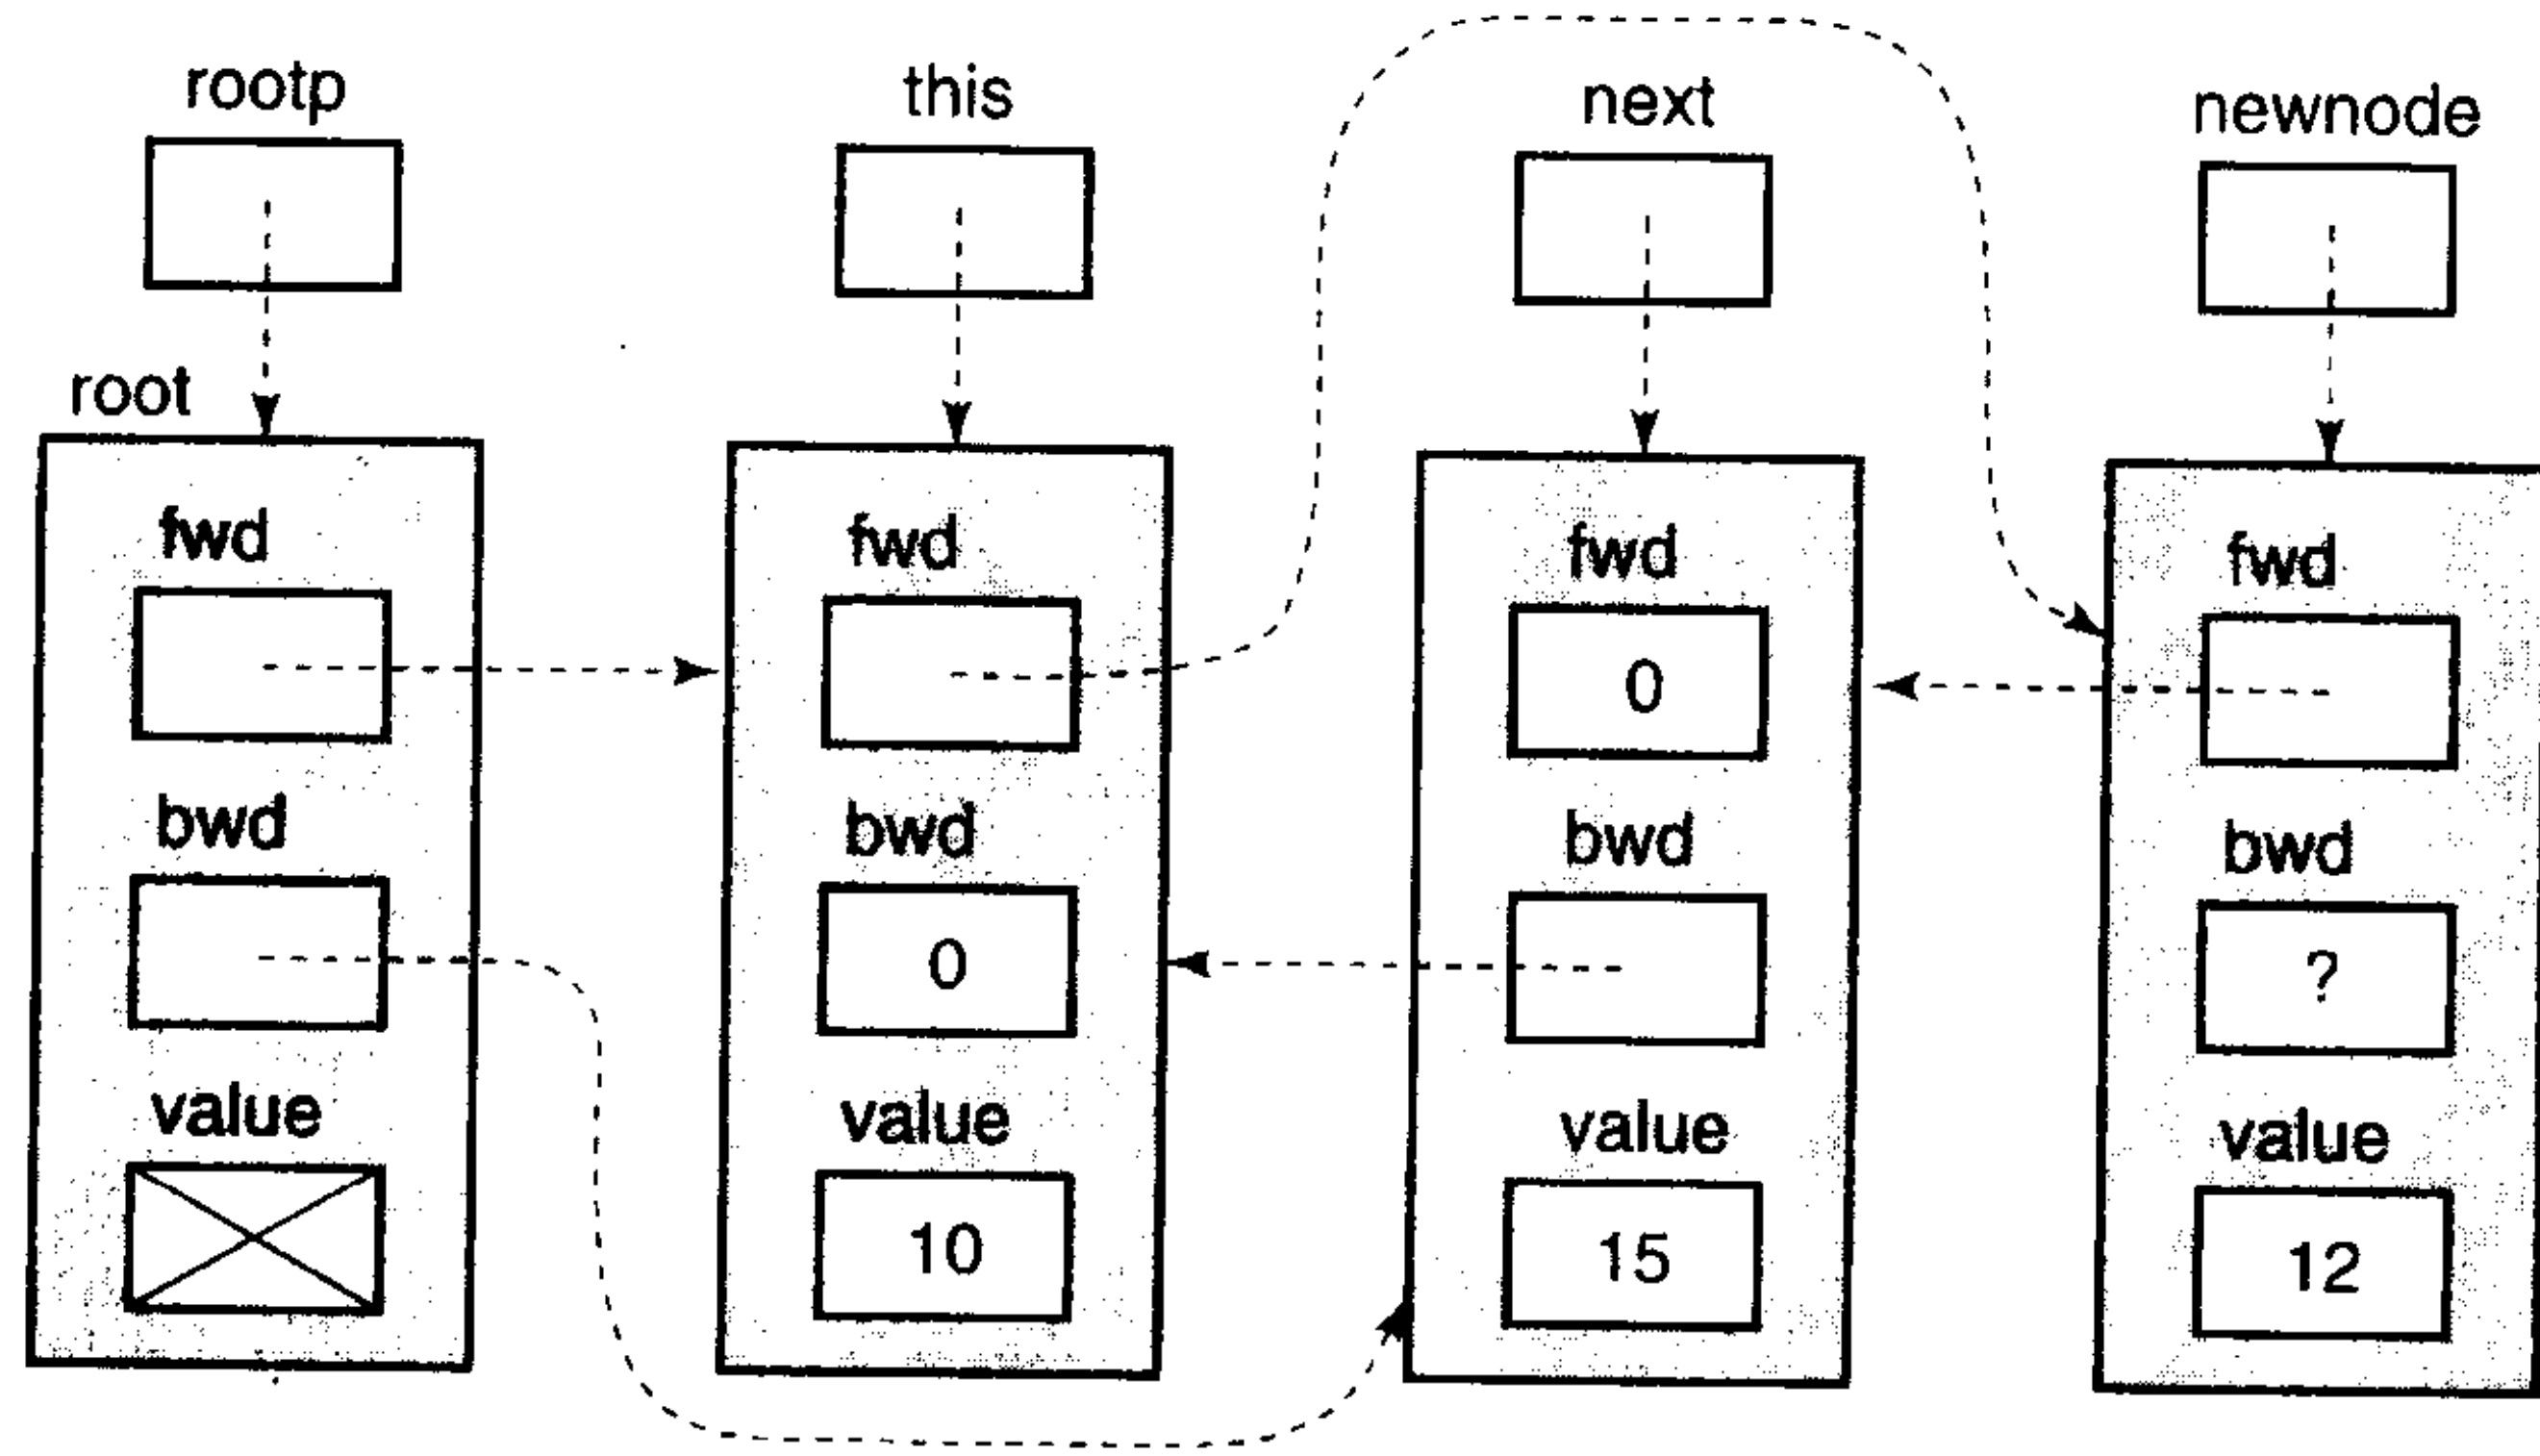 rootp this next newnode
root
fwd fwd fwd fwd
0
bwd bwd bwd bwd
0 ?
value value value value
10 15 12